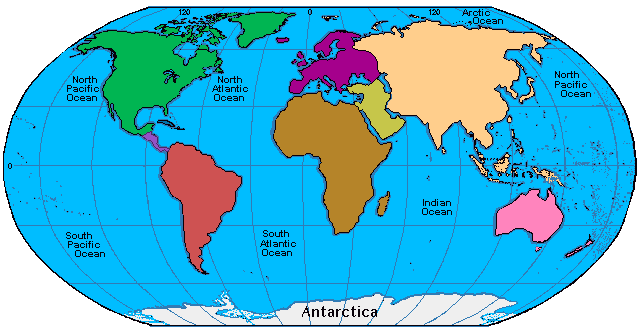 120
0
120
Arctic
Ocean
North
Pacific
Ocean
North
Atlantic
Ocean
North
Pacific
Ocean
0
Indian
Ocean
South
Pacific
Ocean
South
Atlantic
Ocean
Antarctica